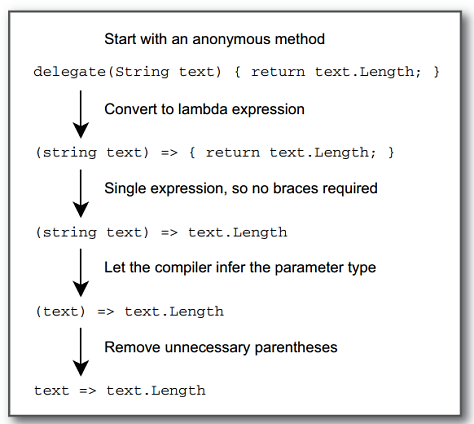 Start with an anonymous method
delegate(String text) { return text.Length; }
Convert to lambda expression
(string text) => { return text.Length; }
Single expression, so no braces required
(string text) => text.Length
Let the compiler infer the parameter type
(text) => text.Length
Remove unnecessary parentheses
text => text.Length